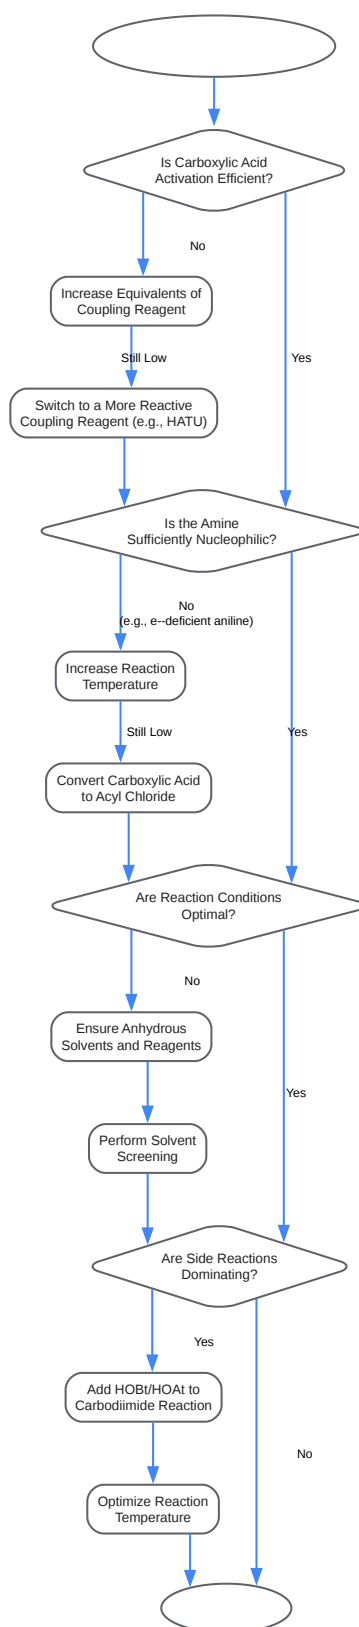 Is Carboxylic Acid
Activation Efficient?
No
Increase Equivalents of
Coupling Reagent
Still Low
Yes
Switch to a More Reactive
Coupling Reagent (e.g., HATU)
Is the Amine
Sufficiently Nucleophilic?
No
(e.g., e--deficient aniline)
Increase Reaction
Temperature
Still Low
Yes
Convert Carboxylic Acid
to Acyl Chloride
Are Reaction Conditions
Optimal?
No
Ensure Anhydrous
Solvents and Reagents
Yes
Perform Solvent
Screening
Are Side Reactions
Dominating?
Yes
Add HOBt/HOAt to
Carbodiimide Reaction
No
Optimize Reaction
Temperature